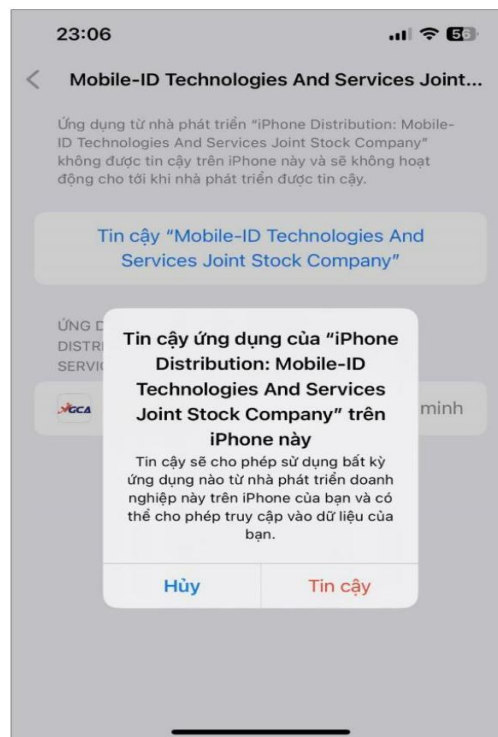 23:06
56
Mobile-ID Technologies And Services Joint...
Ứng dụng từ nhà phát triển “iPhone Distribution: Mobile-
ID Technologies And Services Joint Stock Company”
không được tin cậy trên iPhone này và sẽ không hoạt
động cho tới khi nhà phát triển được tin cậy.
Tin cậy “Mobile-ID Technologies And
Services Joint Stock Company”
ỨNG
DISTR
SERVI
GCA
minh
Tin cậy ứng dụng của “iPhone
Distribution: Mobile-ID
Technologies And Services
Joint Stock Company” trên
iPhone này
Tin cậy sẽ cho phép sử dụng bất kỳ
ứng dụng nào từ nhà phát triển doanh
nghiệp này trên iPhone của bạn và có
thể cho phép truy cập vào dữ liệu của
bạn.
Hủy
Tin cậy